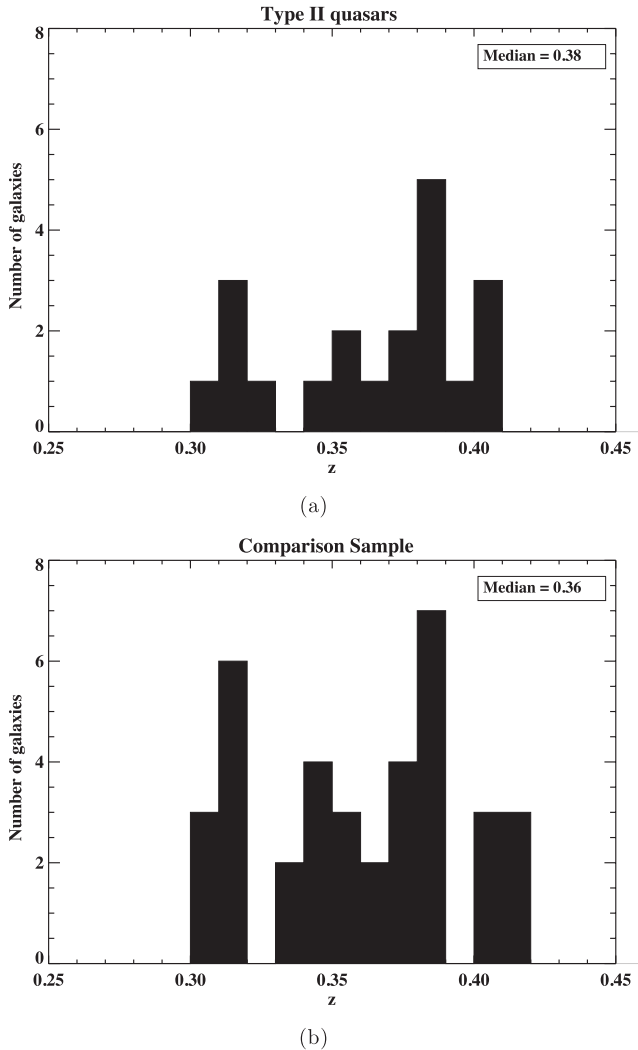 Type II quasars
8
Median = 0.38
6
4
2
0
Number of galaxies
0.25 0.30 0.35 0.40 0.45
z
(a)
Comparison Sample
8
Median = 0.36
6
4
2
0
Number of galaxies
0.25 0.30 0.35 0.40 0.45
z
(b)